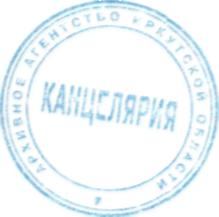 АРХИВНОЕ АГЕНТСТВО ИРКУТСКОЙ ОБЛАСТИ
КАНЦЕЛЯРИЯ